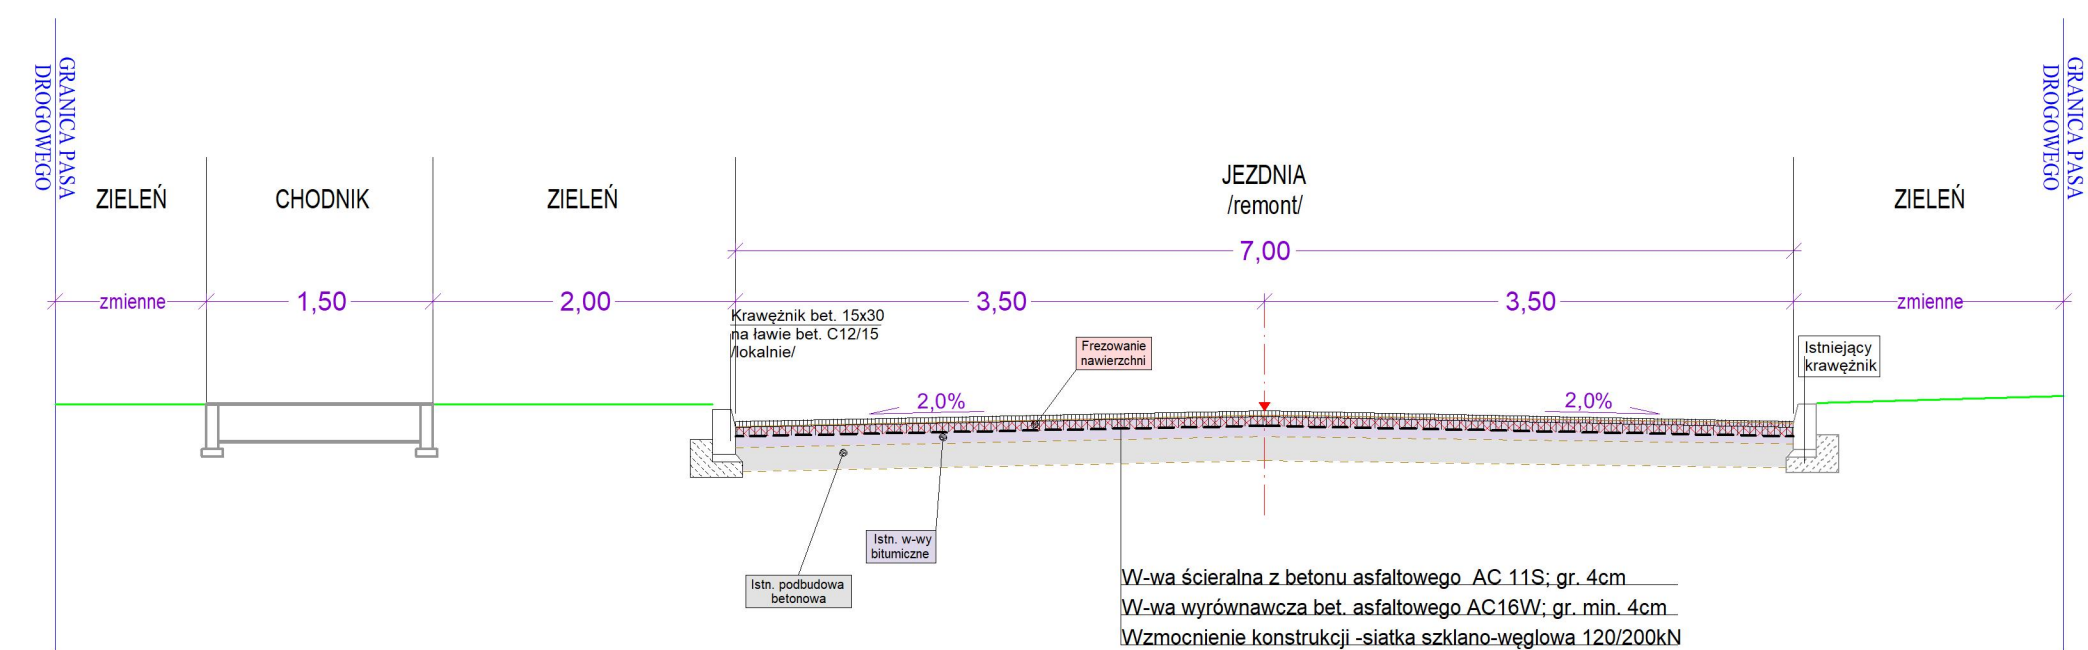 GRANICA PASA
DROGOWEGO
ZIELEŃ
CHODNIK
ZIELEŃ
JEZDNIA
/remont/
ZIELEŃ
GRANICA PASA
DROGOWEGO
7,00
zmienne
1,50
2,00
3,50
3,50
zmienne
Krawężnik bet. 15x30
na ławie bet. C12/15
/lokalnie/
Frezowanie
nawierzchni
Istniejący
krawężnik
2,0%
2,0%
Istn. w-wy
bitumiczne
Istn. podbudowa
betonowa
W-wa ścieralna z betonu asfaltowego AC 11S; gr. 4cm
W-wa wyrównawcza bet. asfaltowego AC16W; gr. min. 4cm
Wzmocnienie konstrukcji -siatka szklano-węglowa 120/200kN